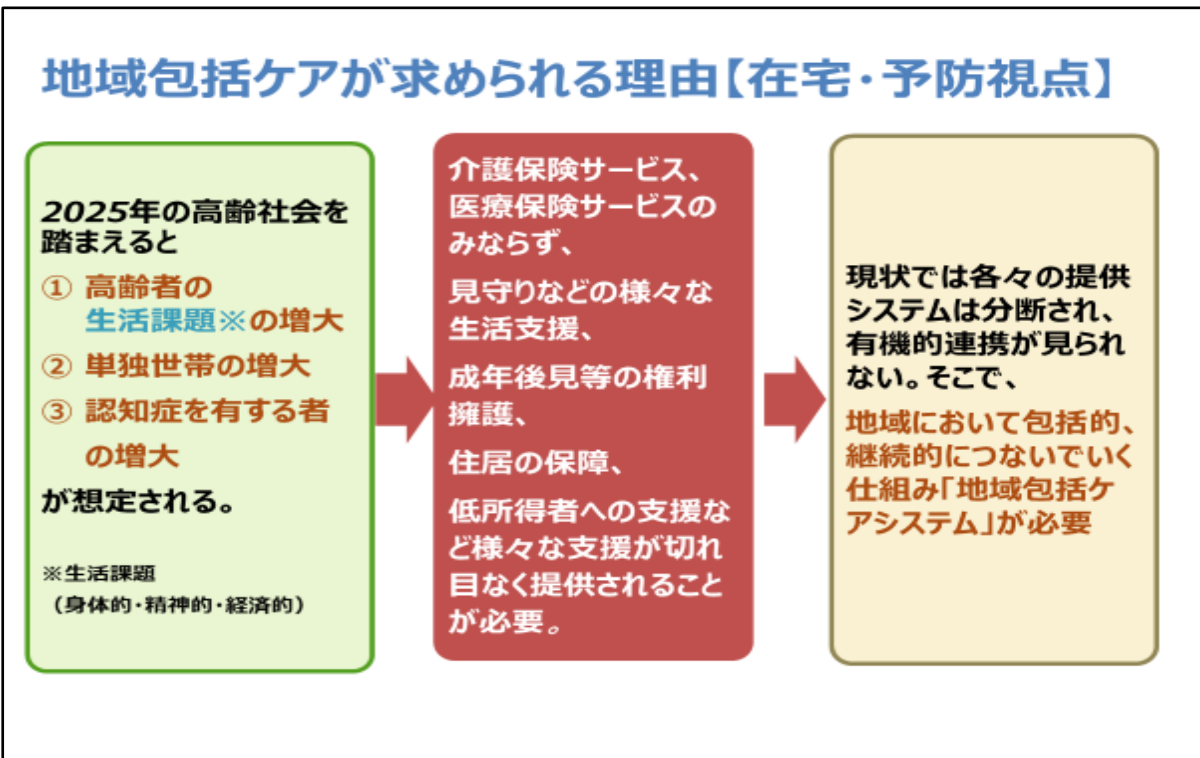 地域包括ケアが求められる理由【在宅・予防視点】
2025年の高齢社会を
踏まえると
① 高齢者の
生活課題※の増大
② 単独世帯の増大
③ 認知症を有する者
の増大
が想定される。
※生活課題
（身体的・精神的・経済的）
介護保険サービス、
医療保険サービスの
みならず、
見守りなどの様々な
生活支援、
成年後見等の権利
擁護、
住居の保障、
低所得者への支援な
ど様々な支援が切れ
目なく提供されること
が必要。
現状では各々の提供
システムは分断され、
有機的連携が見られ
ない。そこで、
地域において包括的、
継続的につないでいく
仕組み「地域包括ケ
アシステム」が必要